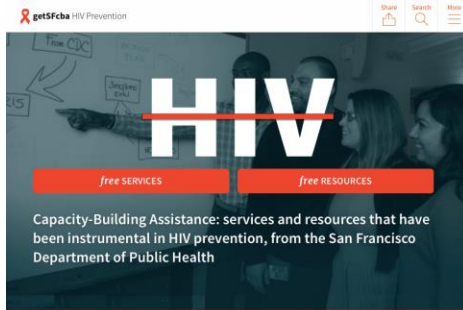 getSFcba HIV Prevention
Share
Search
More
From CDC
HIV
free SERVICES
free RESOURCES
Capacity-Building Assistance: services and resources that have
been instrumental in HIV prevention, from the San Francisco
Department of Public Health